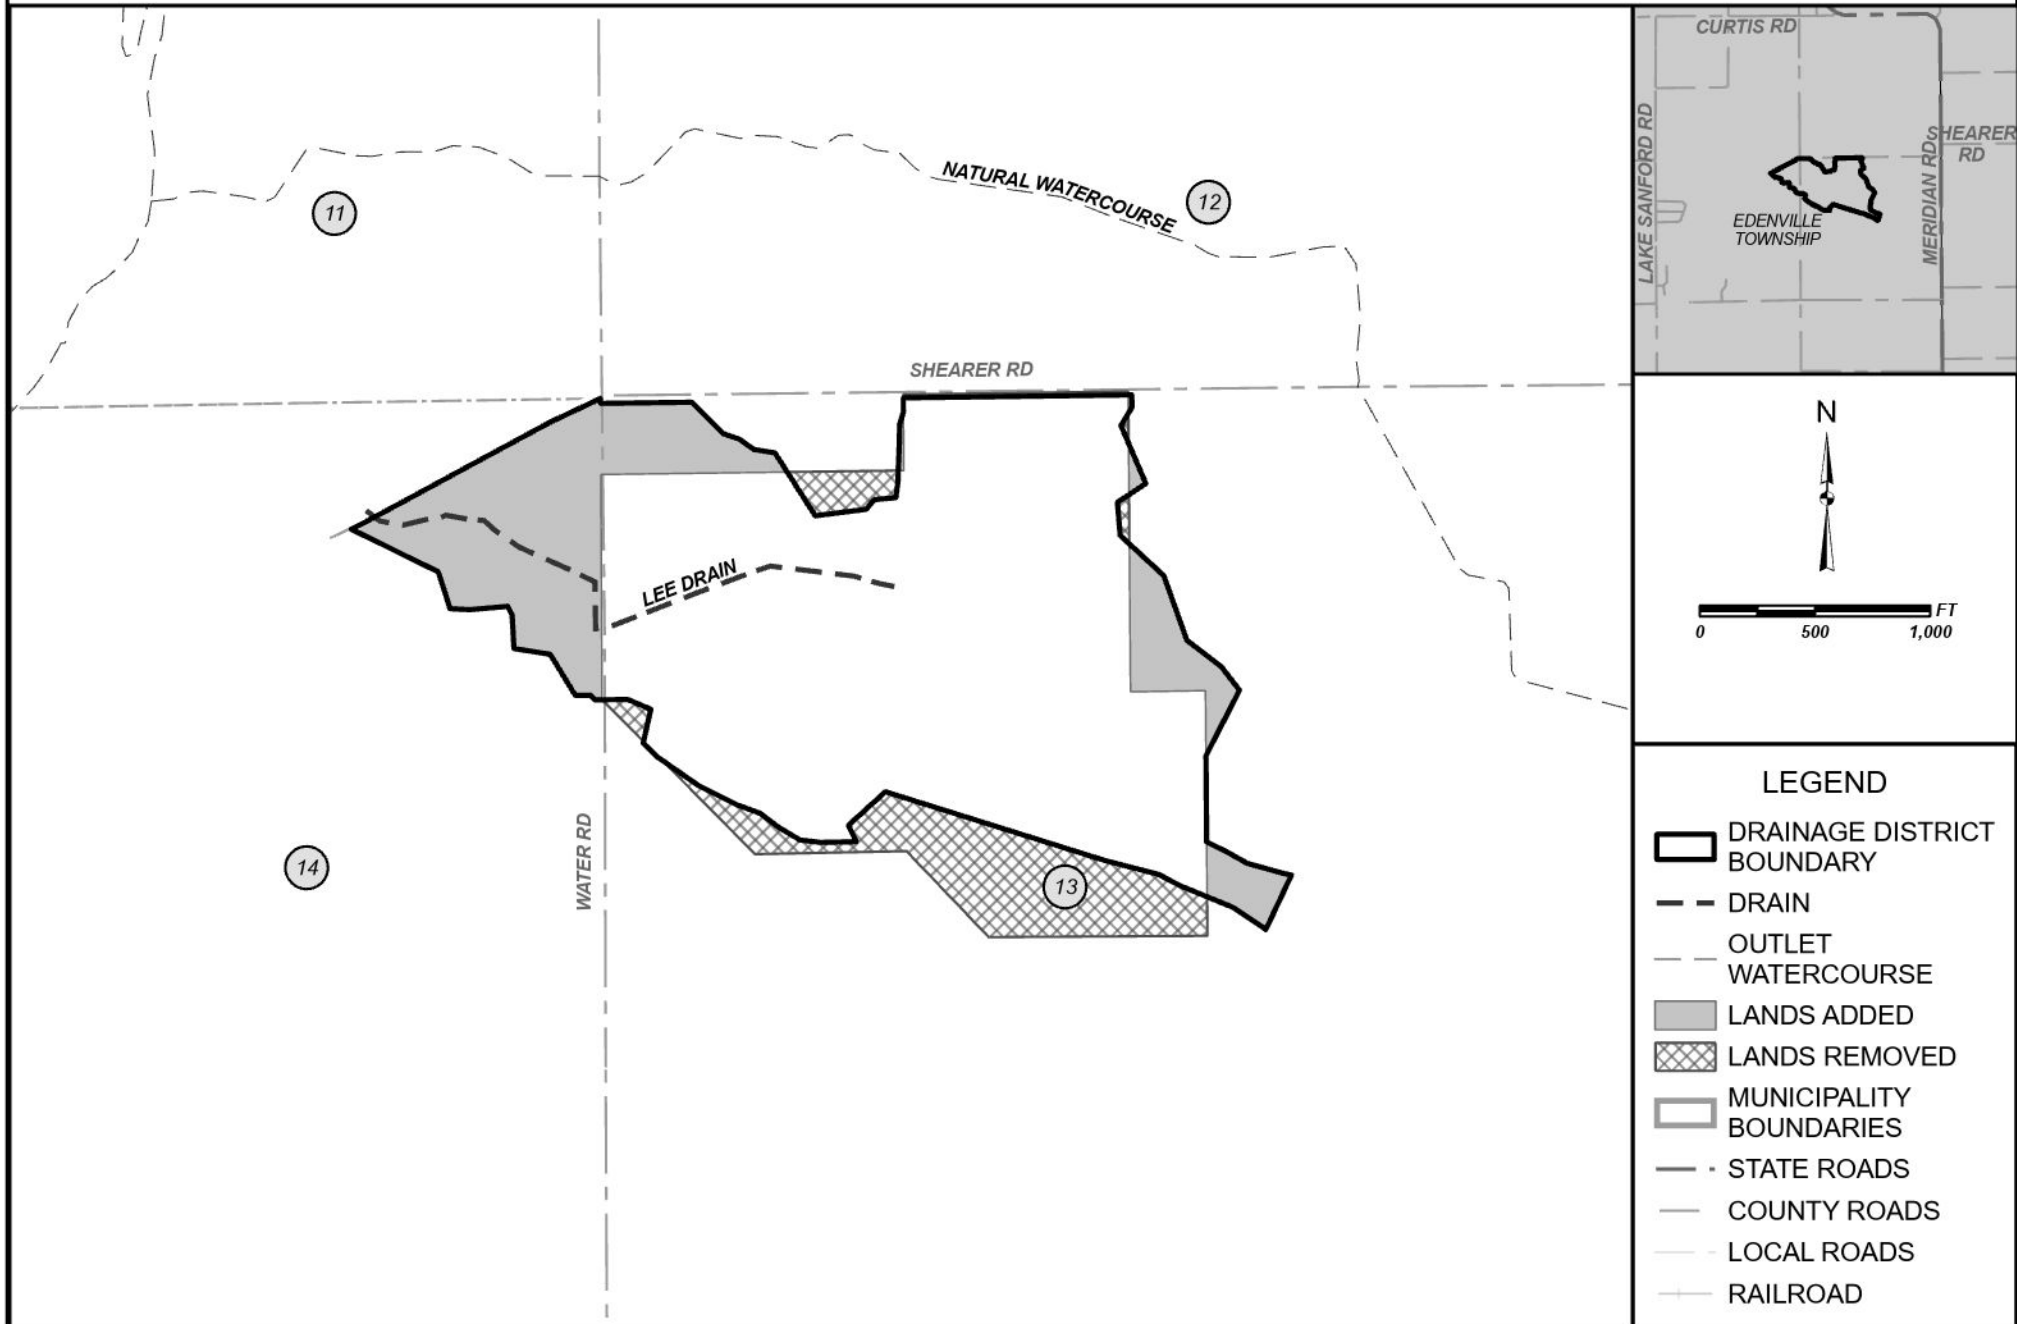 11
NATURAL WATERCOURSE
12
SHEARER RD
LEE DRAIN
WATER RD
14
13
CURTIS RD
LAKE SANFORD RD
SHEARER
RD
MERIDIAN RD
EDENVILLE
TOWNSHIP
N
FT
0 500 1,000
LEGEND
DRAINAGE DISTRICT
BOUNDARY
DRAIN
OUTLET
WATERCOURSE
LANDS ADDED
LANDS REMOVED
MUNICIPALITY
BOUNDARIES
STATE ROADS
COUNTY ROADS
LOCAL ROADS
RAILROAD